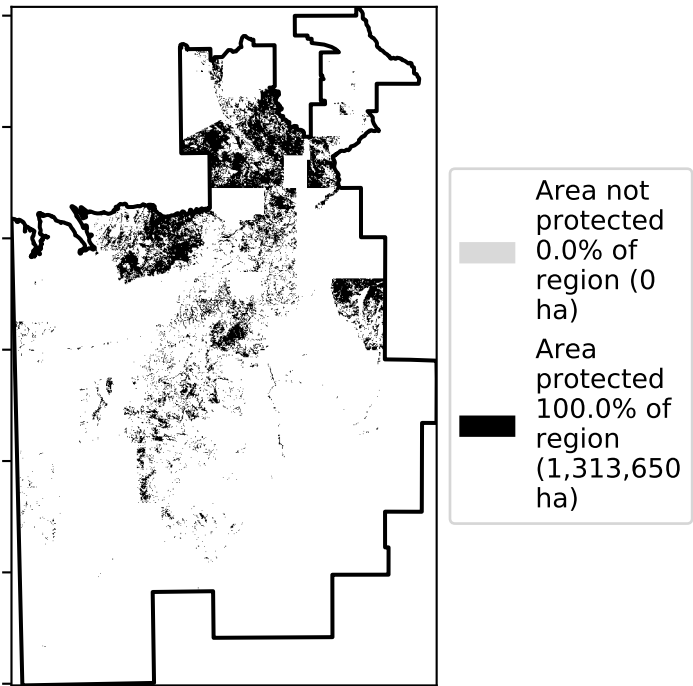 Area not
protected
0.0% of
region (0
ha)
Area
protected
100.0% of
region
(1,313,650
ha)